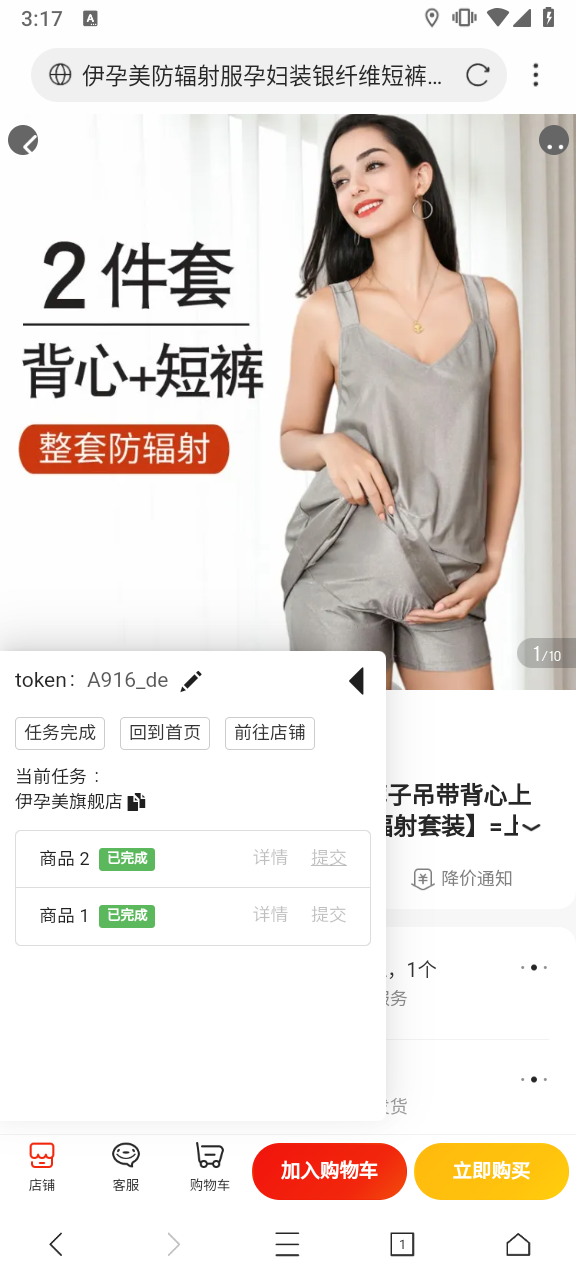 3:17
A
伊孕美防辐射服孕妇装银纤维短裤...
2件套
背心+短裤
整套防辐射
1/10
token： A916_de
任务完成 回到首页 前往店铺
当前任务：
伊孕美旗舰店
商品 2 已完成 详情 提交
商品 1 已完成 详情 提交
子吊带背心上
射套装】=上
降价通知
，1个
服务
发货
店铺 客服 购物车 加入购物车 立即购买
1